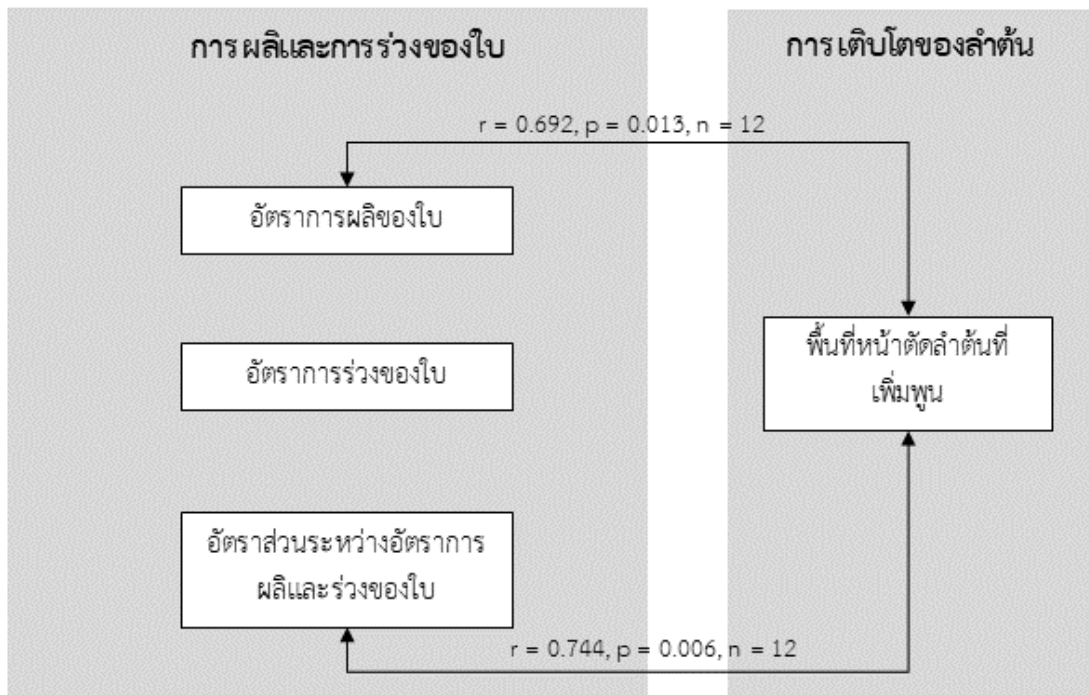 การผลิและการร่วงของใบ
การเติบโตของลำต้น
r = 0.692, p = 0.013, n = 12
อัตราการผลิของใบ
อัตราการร่วงของใบ
พื้นที่หน้าตัดลำต้นที่
เพิ่มพูน
อัตราส่วนระหว่างอัตราการ
ผลิและร่วงของใบ
r = 0.744, p = 0.006, n = 12